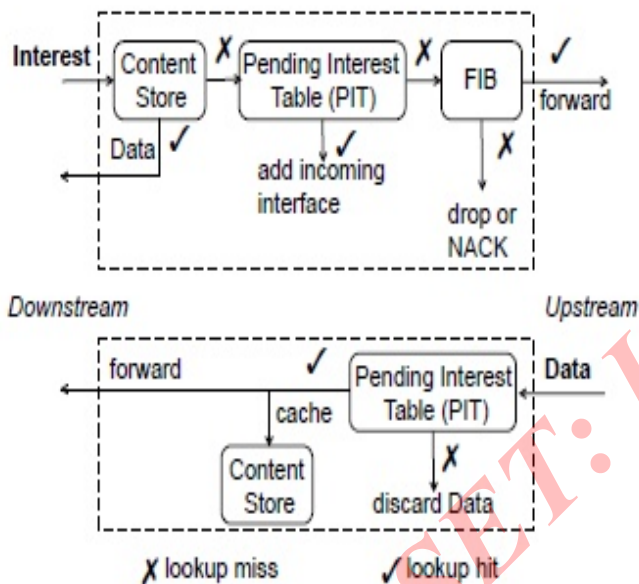 Interest
Content
Store
✗
Pending Interest
Table (PIT)
✗
FIB
✓
forward
Data
✓
✓
add incoming
interface
✗
drop or
NACK
Downstream
Upstream
forward
✓
Pending Interest
Table (PIT)
Data
cache
Content
Store
✗
discard Data
✗ lookup miss
✓ lookup hit
SET: